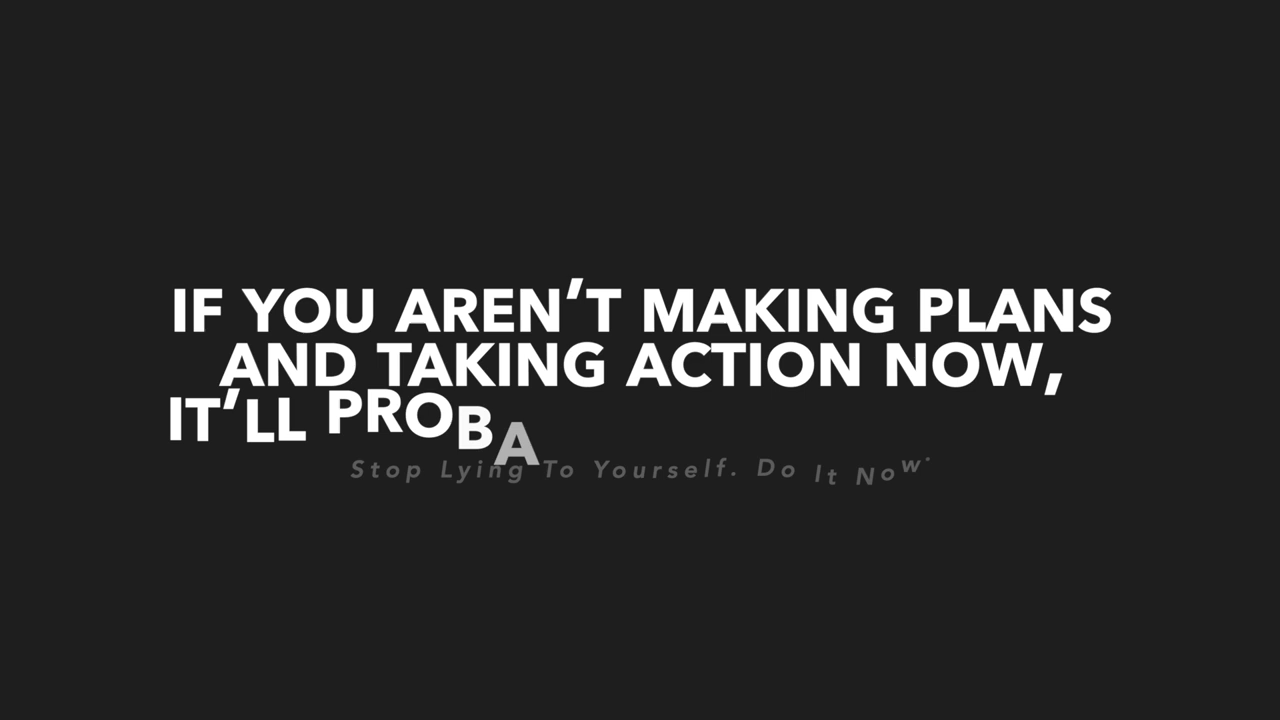 IF YOU AREN'T MAKING PLANS
AND TAKING ACTION NOW,
IT'LL PROBA
Stop Lying To Yourself. Do It Now.